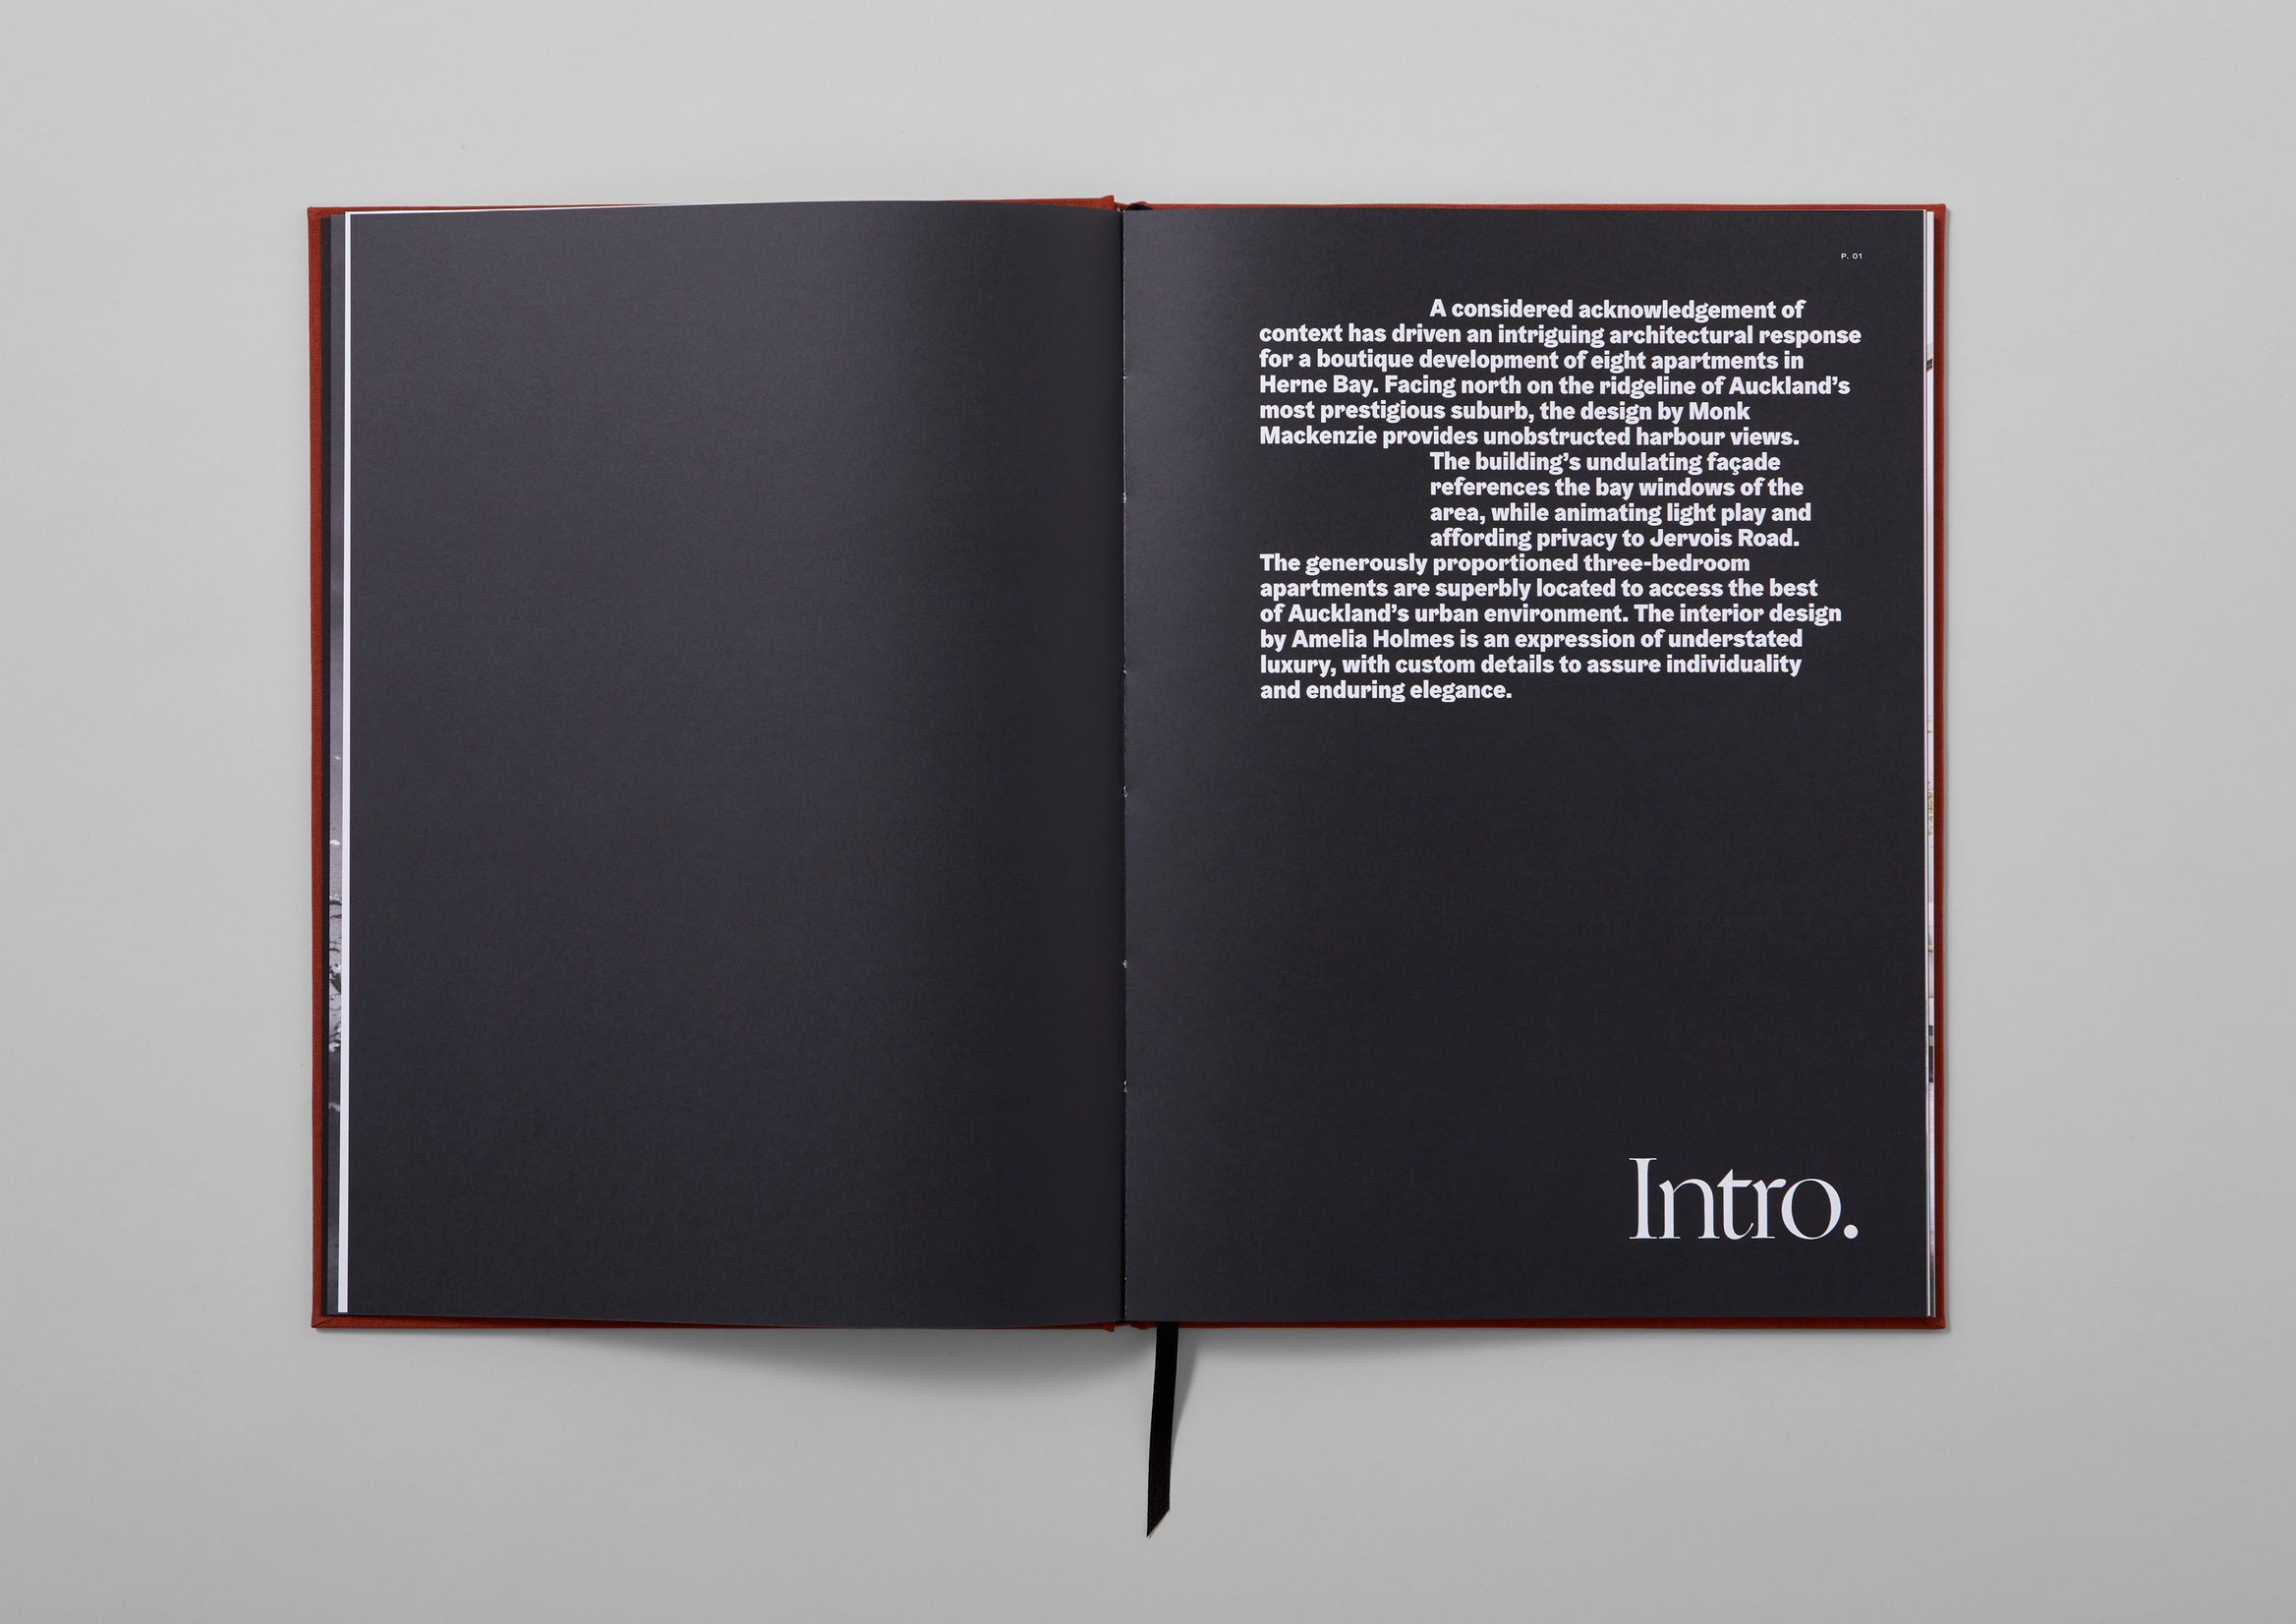 P. 01
A considered acknowledgement of
context has driven an intriguing architectural response
for a boutique development of eight apartments in
Herne Bay. Facing north on the ridgeline of Auckland’s
most prestigious suburb, the design by Monk
Mackenzie provides unobstructed harbour views.
The building’s undulating façade
references the bay windows of the
area, while animating light play and
affording privacy to Jervois Road.
The generously proportioned three-bedroom
apartments are superbly located to access the best
of Auckland’s urban environment. The interior design
by Amelia Holmes is an expression of understated
luxury, with custom details to assure individuality
and enduring elegance.
Intro.